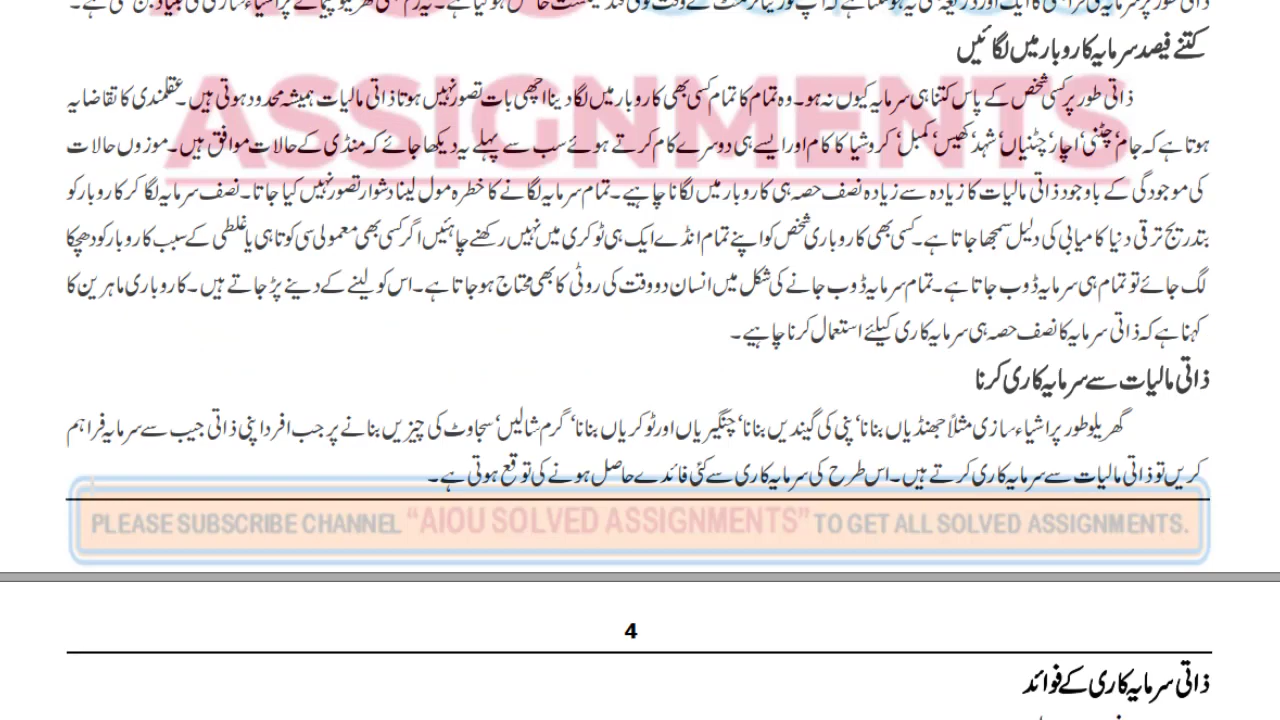 کتنے فیصد سرمایہ کاروبار میں لگائیں
ASSIGNMENTS
ذاتی طور پر کسی شخص کے پاس کتنا ہی سرمایہ کیوں نہ ہو۔ وہ تمام کا تمام کسی بھی کاروبار میں لگا دینا اچھی بات تصور نہیں ہوتا ذاتی مالیات ہمیشہ محدود ہوتی ہیں۔ عقلمندی کا تقاضا یہ
ہوتا ہے کہ جام‘ چٹنی‘ اچار‘ چٹنیاں‘ شہد‘ کھیس‘ کمبل‘ کروشیا کا کام اور ایسے ہی دوسرے کام کرتے ہوئے سب سے پہلے یہ دیکھا جائے کہ منڈی کے حالات موافق ہیں۔ موزوں حالات
کی موجودگی کے باوجود ذاتی مالیات کا زیادہ سے زیادہ نصف حصہ ہی کاروبار میں لگانا چاہیے۔ تمام سرمایہ لگانے کا خطرہ مول لینا دشوار تصور نہیں کیا جاتا۔ نصف سرمایہ لگا کر کاروبار کو
بتدریج ترقی دینا کامیابی کی دلیل سمجھا جاتا ہے۔ کسی بھی کاروباری شخص کو اپنے تمام انڈے ایک ہی ٹوکری میں نہیں رکھنے چاہئیں اگر کسی بھی معمولی سی کوتاہی یا غلطی کے سبب کاروبار کو دھچکا
لگ جائے تو تمام ہی سرمایہ ڈوب جاتا ہے۔ تمام سرمایہ ڈوب جانے کی شکل میں انسان دو وقت کی روٹی کا بھی محتاج ہو جاتا ہے۔ اس کو لینے کے دینے پڑ جاتے ہیں۔ کاروباری ماہرین کا
کہنا ہے کہ ذاتی سرمایہ کا نصف حصہ ہی سرمایہ کاری کیلئے استعمال کرنا چاہیے۔
ذاتی مالیات سے سرمایہ کاری کرنا
گھریلو طور پر اشیاء سازی مثلاً جھنڈیاں بنانا‘ پنی کی گیندیں بنانا‘ چنگیریاں اور ٹوکریاں بنانا‘ گرم شالیں‘ سجاوٹ کی چیزیں بنانے پر جب افراد اپنی ذاتی جیب سے سرمایہ فراہم
کریں تو ذاتی مالیات سے سرمایہ کاری کرتے ہیں۔ اس طرح کی سرمایہ کاری سے کئی فائدے حاصل ہونے کی توقع ہوتی ہے۔
PLEASE SUBSCRIBE CHANNEL “AIOU SOLVED ASSIGNMENTS” TO GET ALL SOLVED ASSIGNMENTS.
4
ذاتی سرمایہ کاری کے فوائد